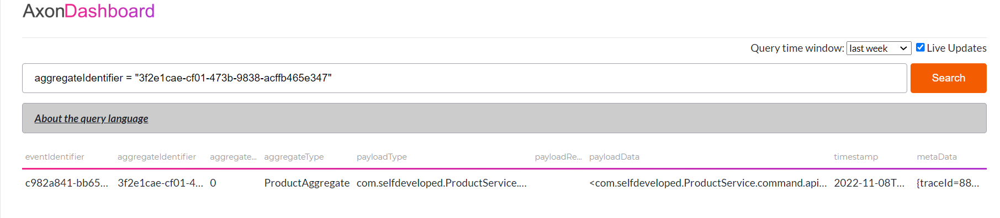 AxonDashboard
Query time window: last week Live Updates
aggregateIdentifier = "3f2e1cae-cf01-473b-9838-acffb465e347"
Search
About the query language
eventIdentifier aggregateIdentifier aggregate... aggregateType payloadType payloadRe... payloadData timestamp metaData
c982a841-bb65... 3f2e1cae-cf01-4... 0 ProductAggregate com.selfdeveloped.ProductService.... <com.selfdeveloped.ProductService.command.api... 2022-11-08T... {traceId=88...